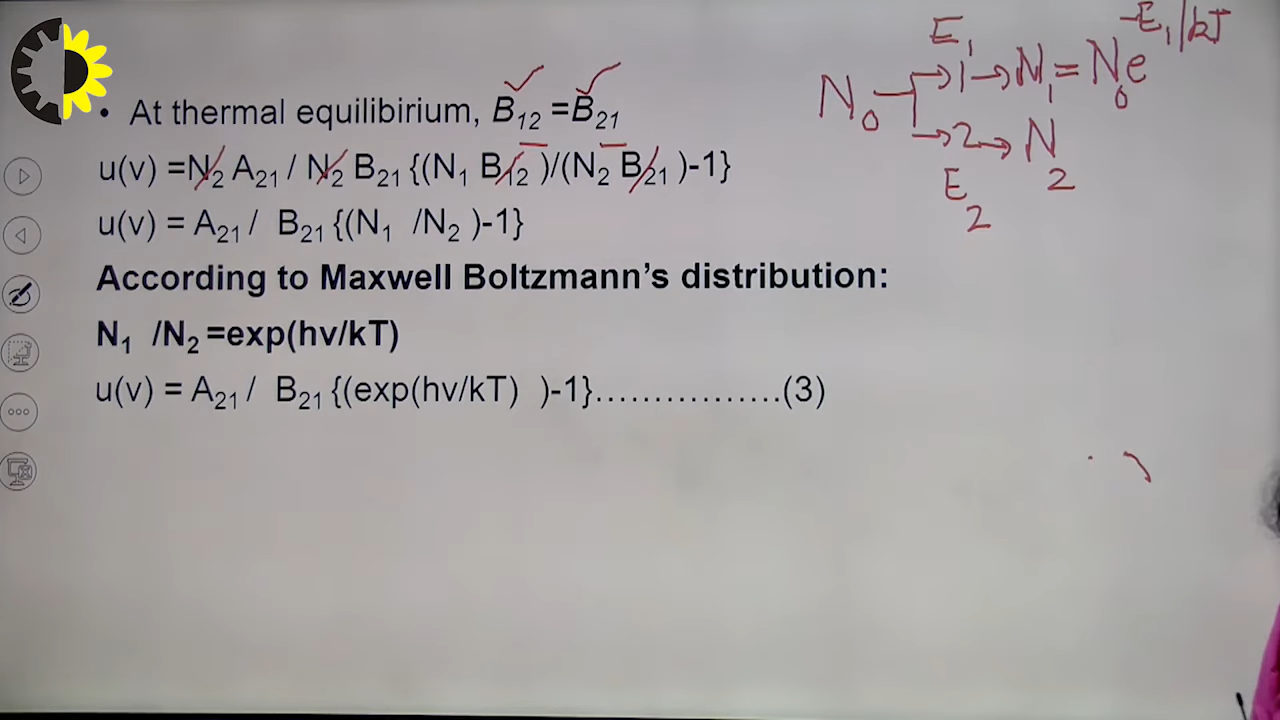 • At thermal equilibirium, B₁₂ =B₂₁
u(v) =N₂ A₂₁ / N₂ B₂₁ {(N₁ B₁₂ )/(N₂ B₂₁ )-1}
u(v) = A₂₁ / B₂₁ {(N₁ /N₂ )-1}
According to Maxwell Boltzmann's distribution:
N₁ /N₂ =exp(hv/kT)
u(v) = A₂₁ / B₂₁ {(exp(hv/kT) )-1}................(3)
E₁
N₀ → 1 → N₁ = N₀e^-E₁/kT
→ 2 → N₂
E₂